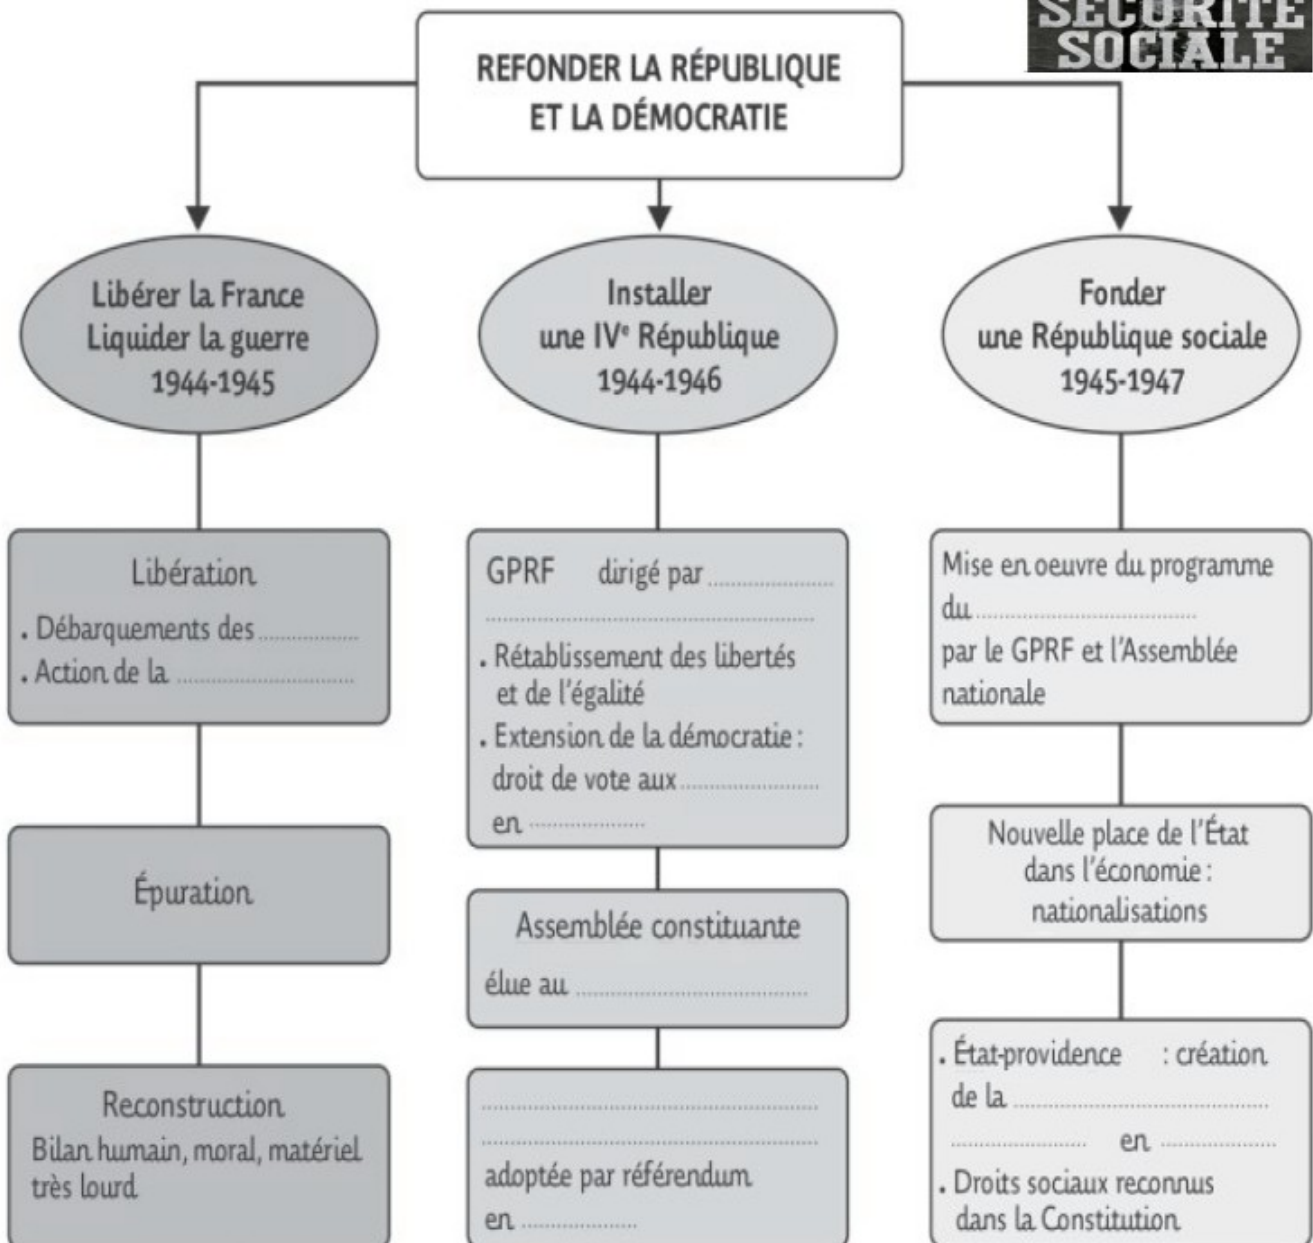 SÉCURITÉ
SOCIALE
REFONDER LA RÉPUBLIQUE
ET LA DÉMOCRATIE
Libérer la France
Liquider la guerre
1944-1945
Installer
une IVe République
1944-1946
Fonder
une République sociale
1945-1947
Libération
. Débarquements des ....................
. Action de la ....................
Épuration
Reconstruction
Bilan humain, moral, matériel
très lourd
GPRF dirigé par ....................
....................
. Rétablissement des libertés
et de l'égalité
. Extension de la démocratie :
droit de vote aux ....................
en ....................
Assemblée constituante
élue au ....................
....................
....................
adoptée par référendum
en ....................
Mise en oeuvre du programme
du ....................
par le GPRF et l'Assemblée
nationale
Nouvelle place de l'État
dans l'économie :
nationalisations
. État-providence : création
de la ....................
.................... en ....................
. Droits sociaux reconnus
dans la Constitution